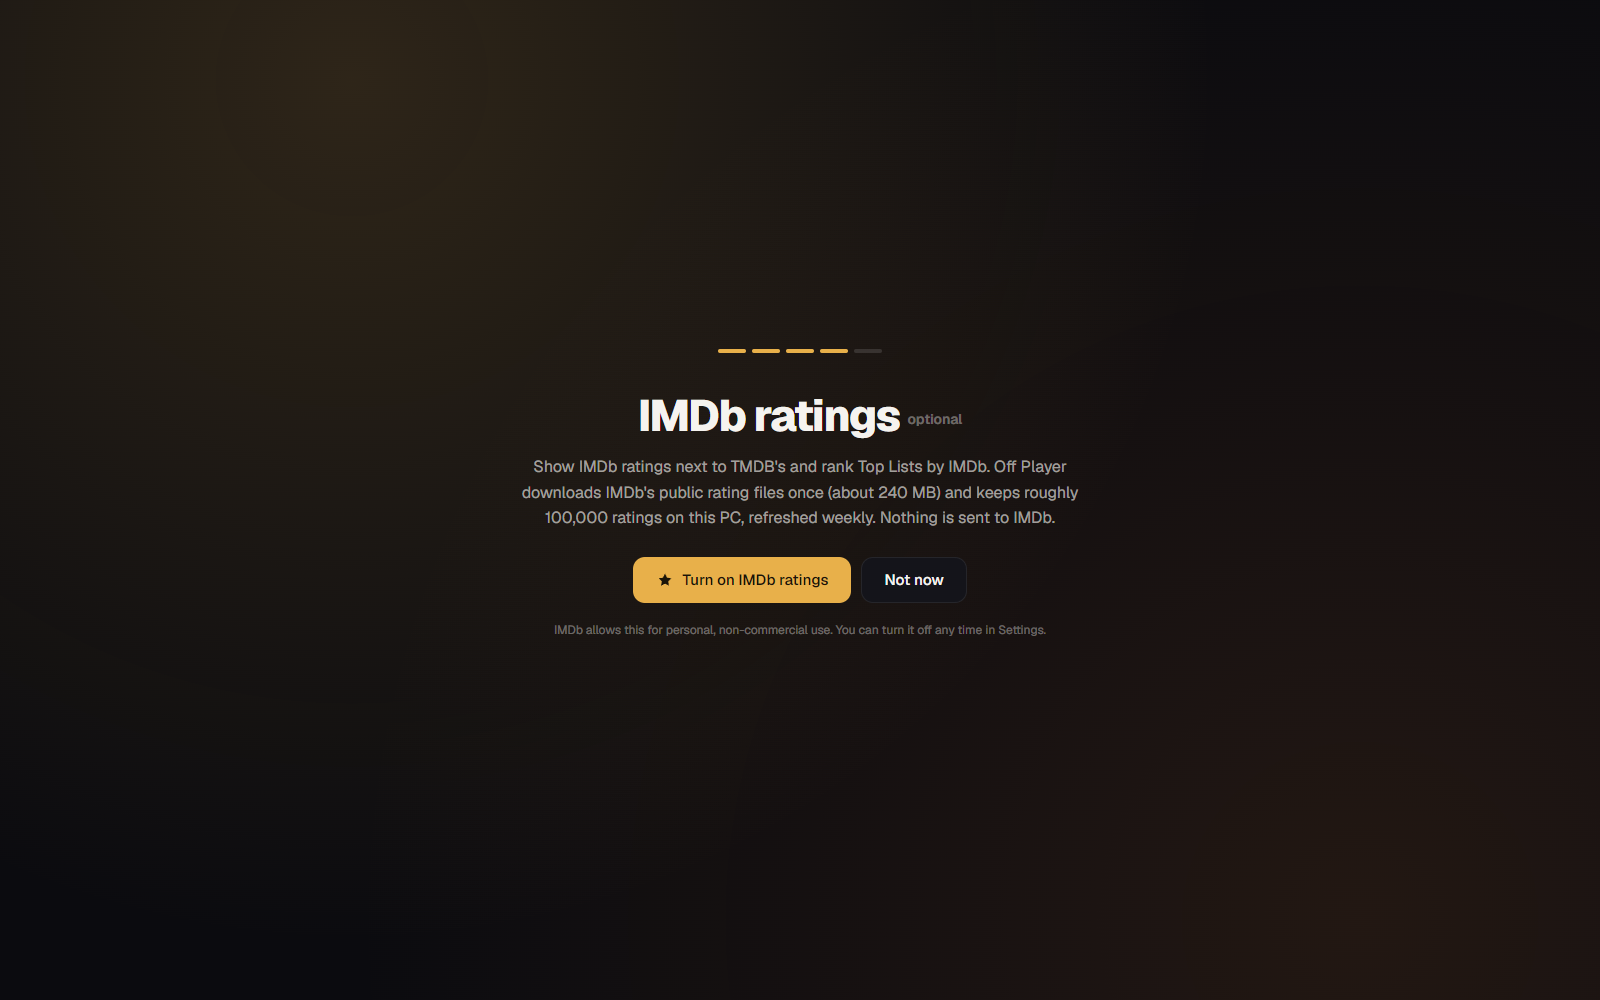 IMDb ratings optional
Show IMDb ratings next to TMDB's and rank Top Lists by IMDb. Off Player
downloads IMDb's public rating files once (about 240 MB) and keeps roughly
100,000 ratings on this PC, refreshed weekly. Nothing is sent to IMDb.
Turn on IMDb ratings
Not now
IMDb allows this for personal, non-commercial use. You can turn it off any time in Settings.